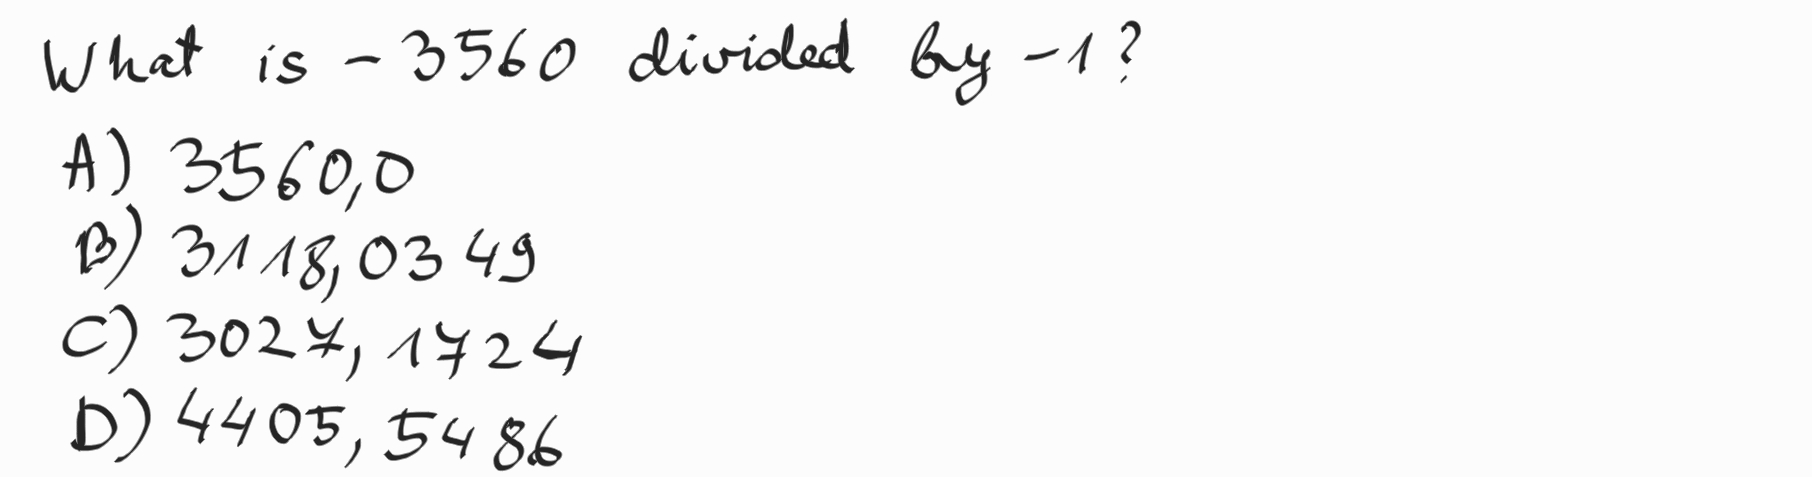 What is -3560 divided by -1?
A) 3560,0
B) 3118,0349
C) 3027,1724
D) 4405,5486